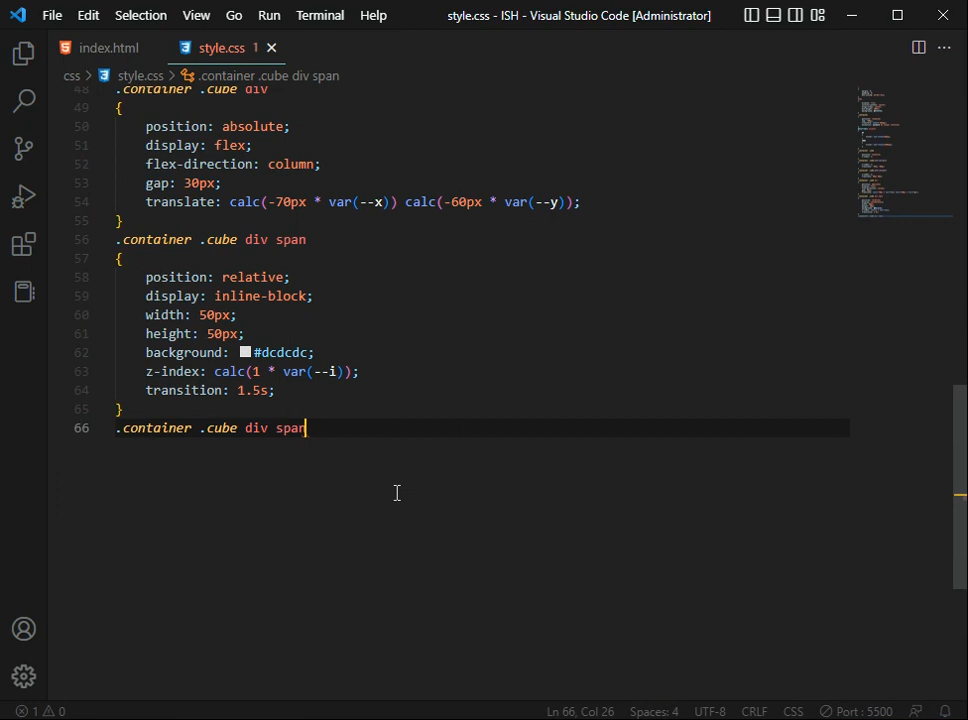 File Edit Selection View Go Run Terminal Help style.css - ISH - Visual Studio Code [Administrator]
index.html style.css 1
css > style.css > .container .cube div span
48 .container .cube div
49 {
50 position: absolute;
51 display: flex;
52 flex-direction: column;
53 gap: 30px;
54 translate: calc(-70px * var(--x)) calc(-60px * var(--y));
55 }
56 .container .cube div span
57 {
58 position: relative;
59 display: inline-block;
60 width: 50px;
61 height: 50px;
62 background: #dcdcdc;
63 z-index: calc(1 * var(--i));
64 transition: 1.5s;
65 }
66 .container .cube div span
1 0 Ln 66, Col 26 Spaces: 4 UTF-8 CRLF CSS Port : 5500